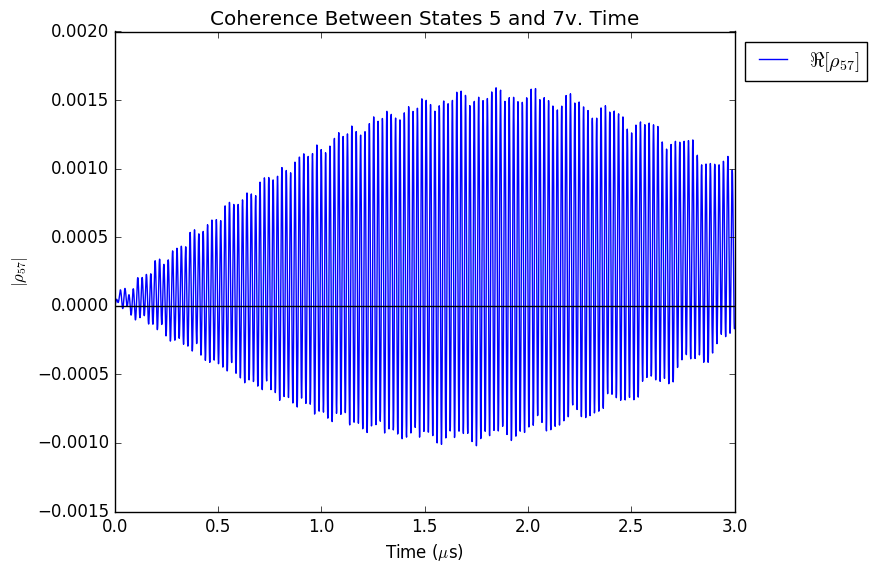 Coherence Between States 5 and 7v. Time
0.0020
0.0015
0.0010
0.0005
0.0000
−0.0005
−0.0010
−0.0015
|ρ₅₇|
0.0 0.5 1.0 1.5 2.0 2.5 3.0
Time (μs)
ℜ[ρ₅₇]